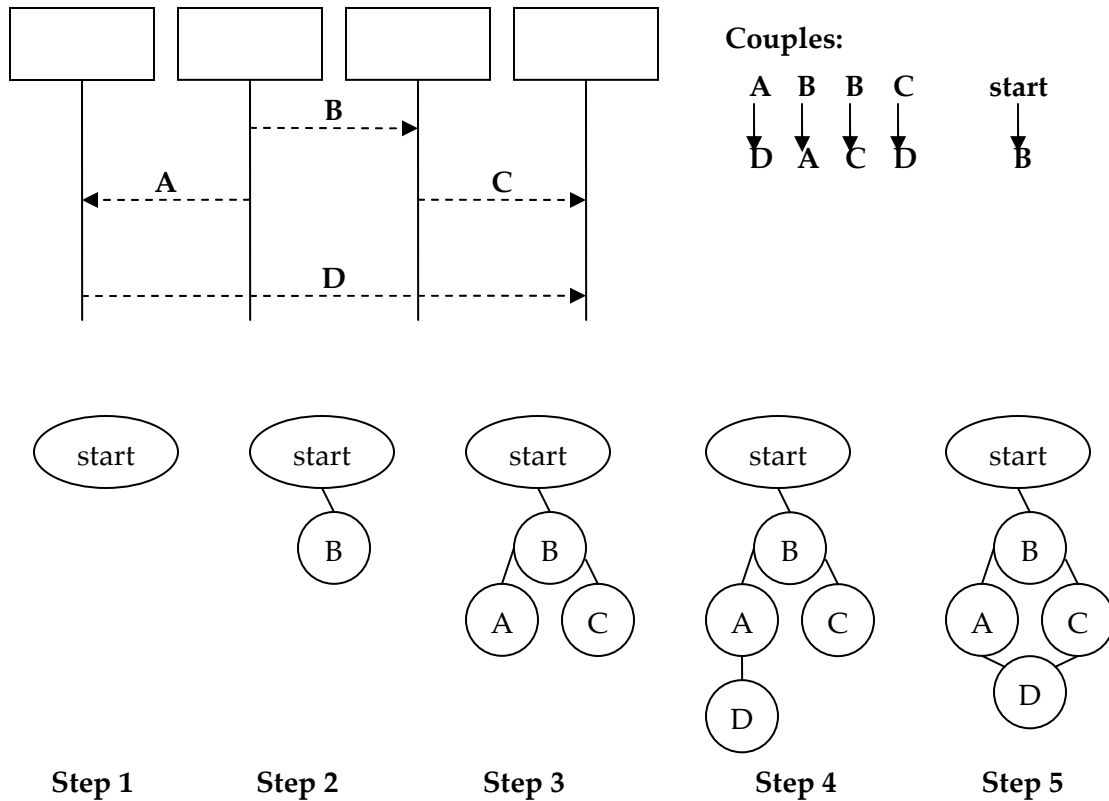 Couples:
A B B C start
D A C D B
B
A C
D
start start start start start
B B B B
A C A C A C
D D
Step 1 Step 2 Step 3 Step 4 Step 5